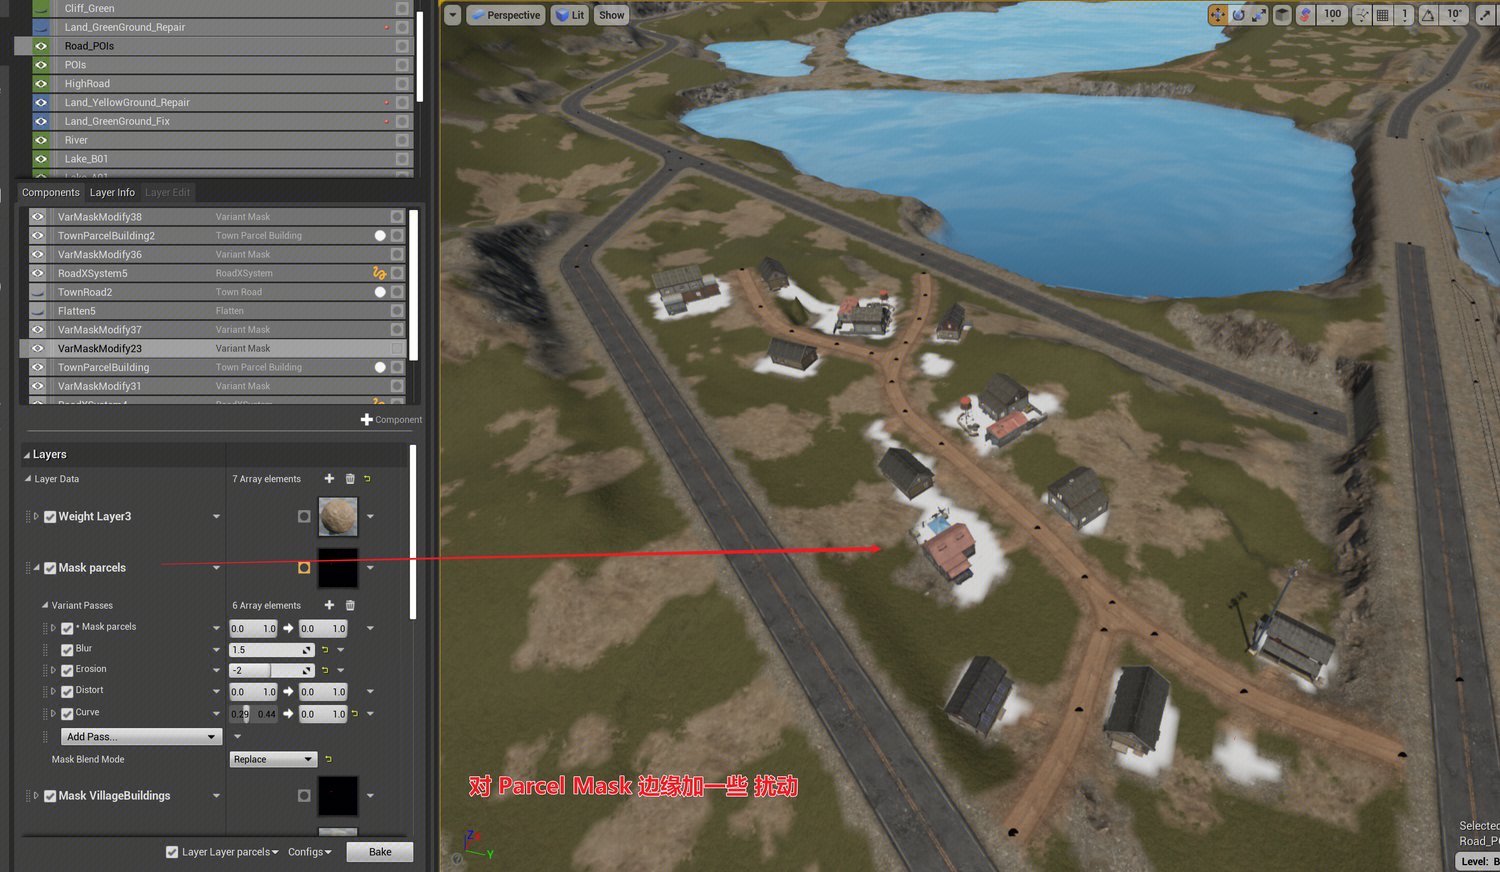 Cliff_Green
Land_GreenGround_Repair
Road_POIs
POIs
HighRoad
Land_YellowGround_Repair
Land_GreenGround_Fix
River
Lake_B01
Components Layer Info Layer Edit
VarMaskModify38 Variant Mask
TownParcelBuilding2 Town Parcel Building
VarMaskModify36 Variant Mask
RoadXSystem5 RoadXSystem
TownRoad2 Town Road
Flatten5 Flatten
VarMaskModify37 Variant Mask
VarMaskModify23 Variant Mask
TownParcelBuilding Town Parcel Building
VarMaskModify31 Variant Mask
Component
Layers
Layer Data 7 Array elements
Weight Layer3
Mask parcels
Variant Passes 6 Array elements
* Mask parcels 0.0 1.0 0.0 1.0
Blur 1.5
Erosion -2
Distort 0.0 1.0 0.0 1.0
Curve 0.29 0.44 0.0 1.0
Add Pass...
Mask Blend Mode Replace
Mask VillageBuildings
Layer Layer parcels Configs Bake
Perspective Lit Show
100 1 10°
对 Parcel Mask 边缘加一些 扰动
Z
X
Y
Selected
Road_PO
Level: B